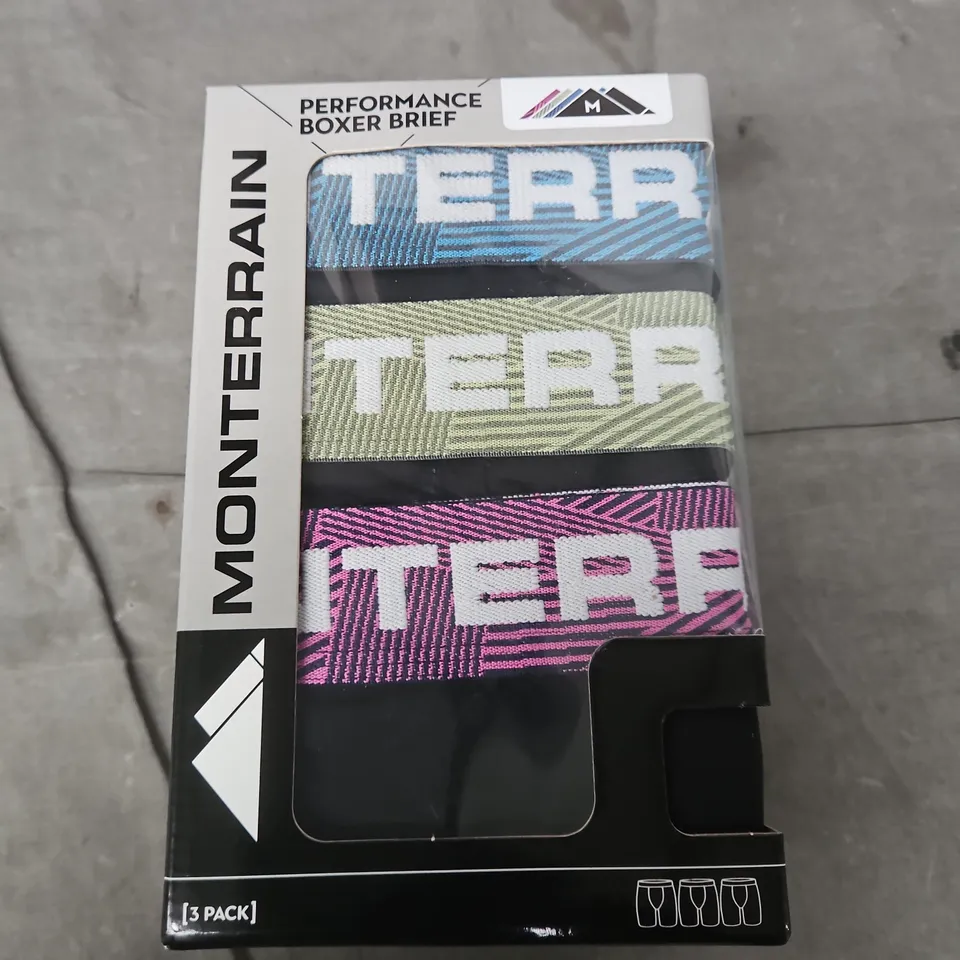 PERFORMANCE
BOXER BRIEF
M
MONTERRAIN
TERR
TERR
TERR
[3 PACK]